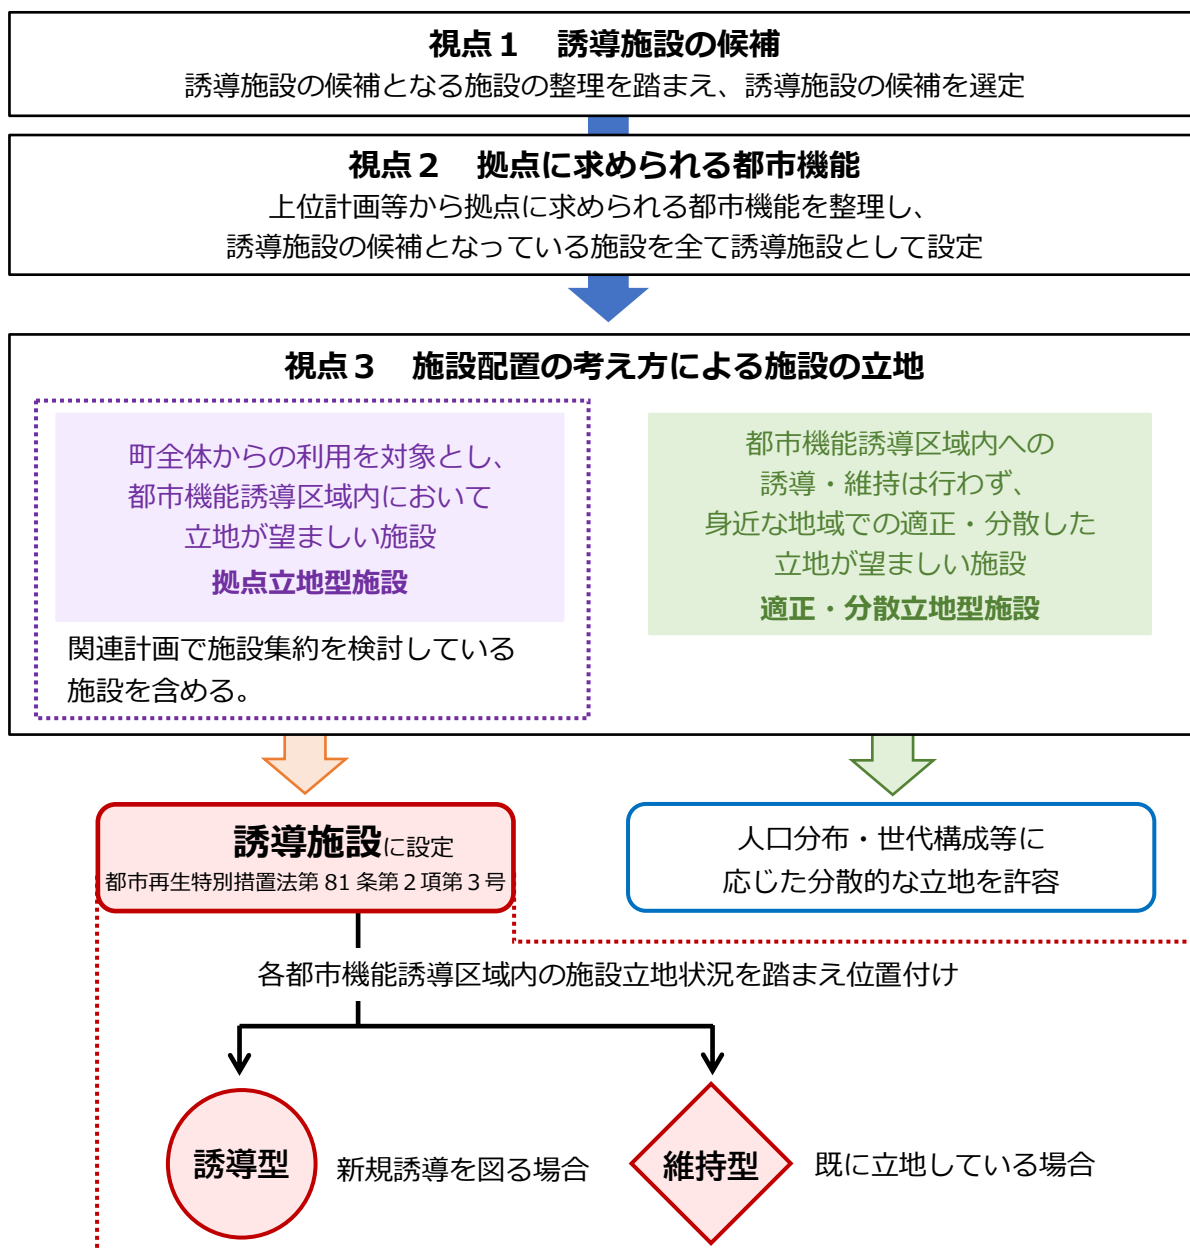 視点１　誘導施設の候補
誘導施設の候補となる施設の整理を踏まえ、誘導施設の候補を選定
視点２　拠点に求められる都市機能
上位計画等から拠点に求められる都市機能を整理し、
誘導施設の候補となっている施設を全て誘導施設として設定
視点３　施設配置の考え方による施設の立地
町全体からの利用を対象とし、
都市機能誘導区域内において
立地が望ましい施設
拠点立地型施設
関連計画で施設集約を検討している
施設を含める。
都市機能誘導区域内への
誘導・維持は行わず、
身近な地域での適正・分散した
立地が望ましい施設
適正・分散立地型施設
誘導施設に設定
都市再生特別措置法第 81 条第２項第３号
人口分布・世代構成等に
応じた分散的な立地を許容
各都市機能誘導区域内の施設立地状況を踏まえ位置付け
誘導型
新規誘導を図る場合
維持型
既に立地している場合